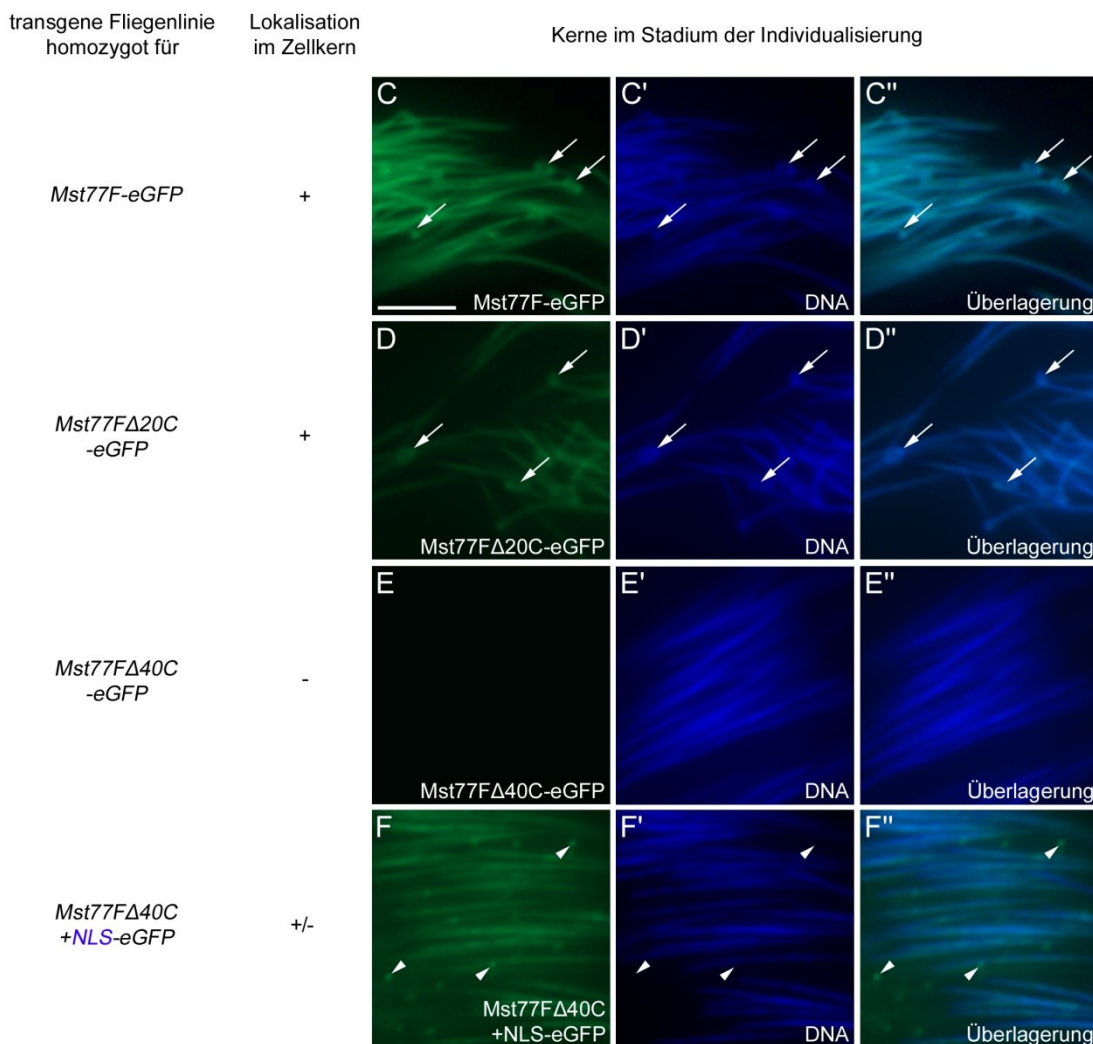 transgene Fliegenlinie
homozygot für
Lokalisation
im Zellkern
Kerne im Stadium der Individualisierung
Mst77F-eGFP
+
C
Mst77F-eGFP
C'
DNA
C''
Überlagerung
Mst77FΔ20C
-eGFP
+
D
Mst77FΔ20C-eGFP
D'
DNA
D''
Überlagerung
Mst77FΔ40C
-eGFP
-
E
Mst77FΔ40C-eGFP
E'
DNA
E''
Überlagerung
Mst77FΔ40C
+NLS-eGFP
+/-
F
Mst77FΔ40C
+NLS-eGFP
F'
DNA
F''
Überlagerung